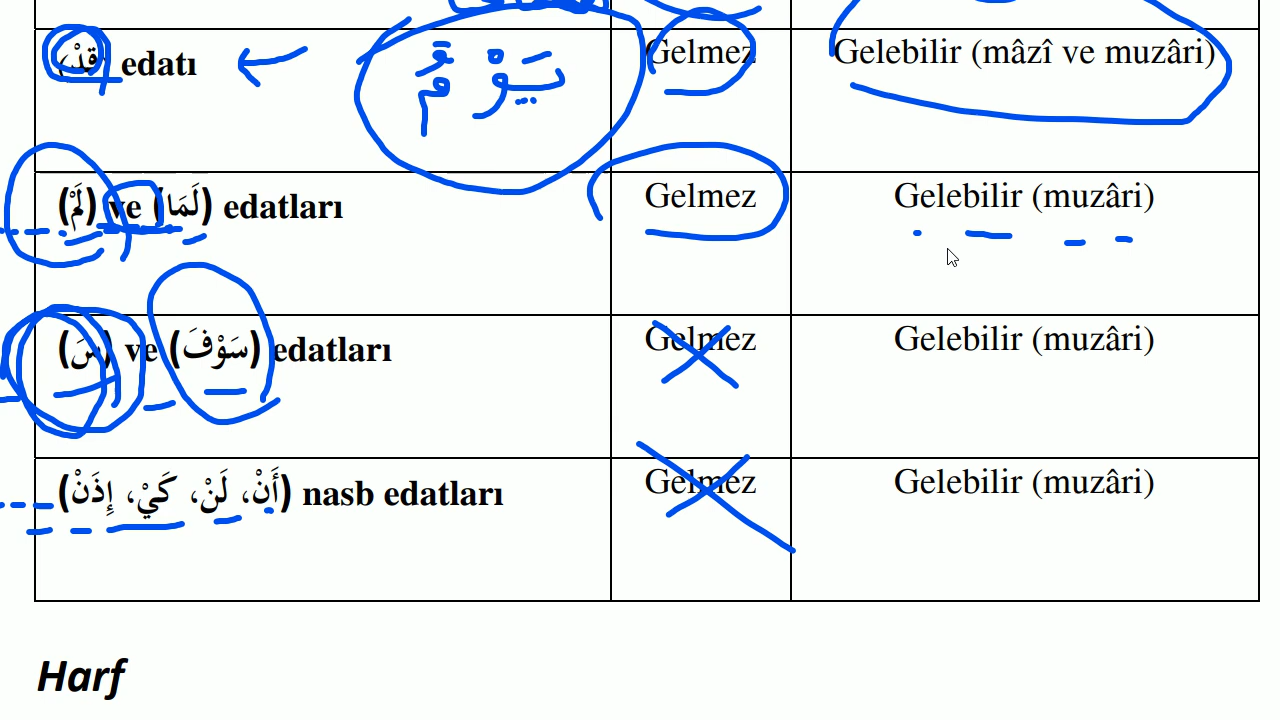 (قَدْ) edatı Gelmez Gelebilir (mâzî ve muzâri)
(لَمْ) ve (لَمَا) edatları Gelmez Gelebilir (muzâri)
(سَ) ve (سَوْفَ) edatları Gelmez Gelebilir (muzâri)
(أَنْ، لَنْ، كَيْ، إِذَنْ) nasb edatları Gelmez Gelebilir (muzâri)
Harf